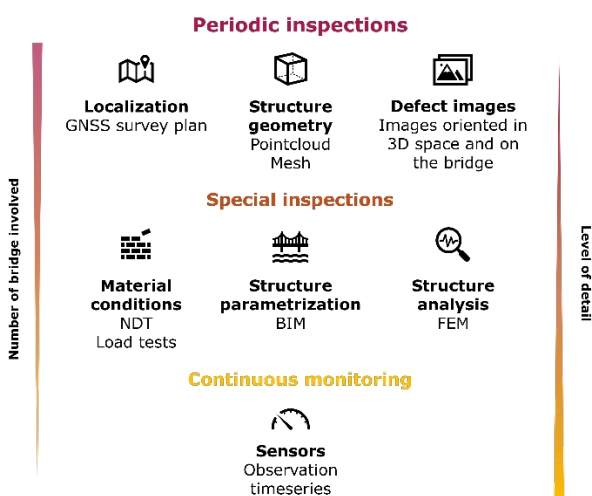 Periodic inspections
Localization
GNSS survey plan
Structure
geometry
Pointcloud
Mesh
Defect images
Images oriented in
3D space and on
the bridge
Number of bridge involved
Level of detail
Special inspections
Material
conditions
NDT
Load tests
Structure
parametrization
BIM
Structure
analysis
FEM
Continuous monitoring
Sensors
Observation
timeseries